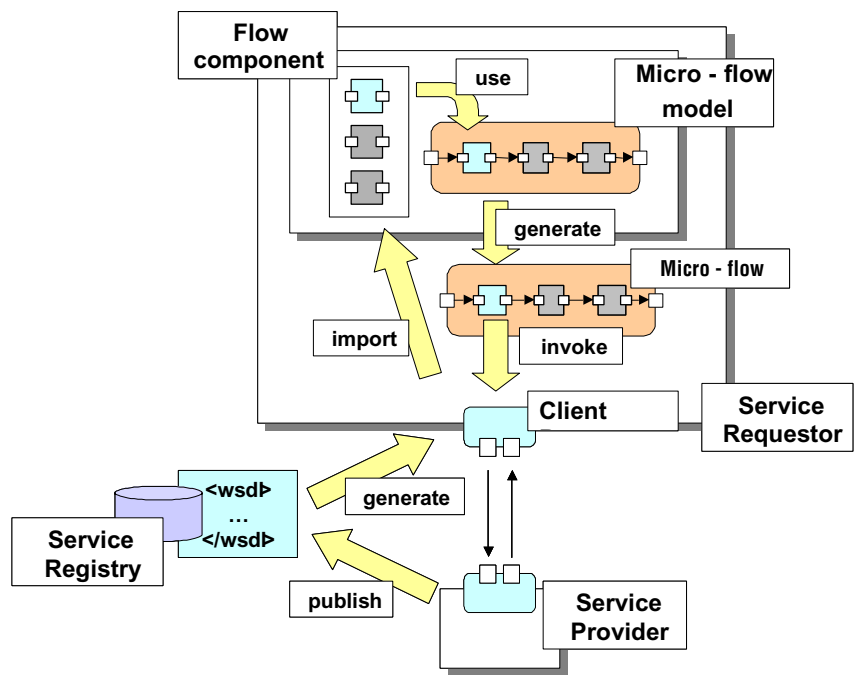 Flow
component
use
Micro - flow
model
generate
Micro - flow
import
invoke
Client
Service
Requestor
<wsdl>
…
</wsdl>
generate
Service
Registry
publish
Service
Provider